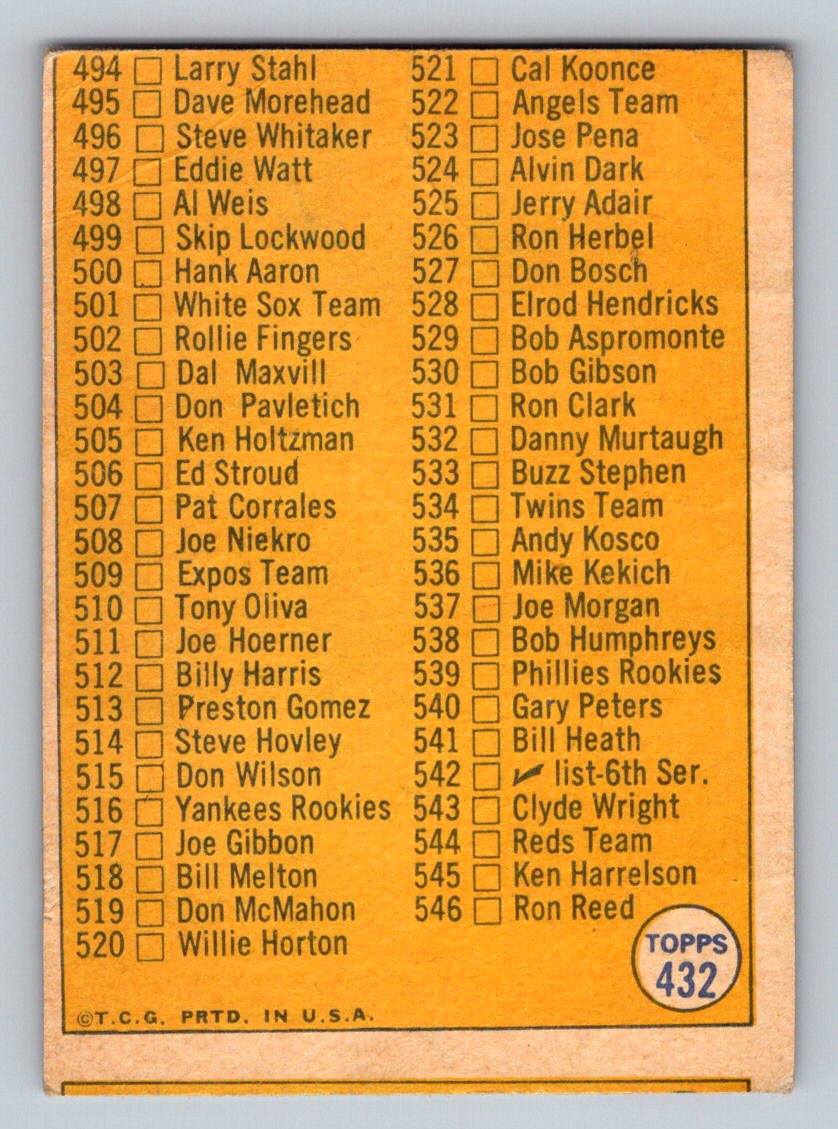 494 Larry Stahl
495 Dave Morehead
496 Steve Whitaker
497 Eddie Watt
498 Al Weis
499 Skip Lockwood
500 Hank Aaron
501 White Sox Team
502 Rollie Fingers
503 Dal Maxvill
504 Don Pavletich
505 Ken Holtzman
506 Ed Stroud
507 Pat Corrales
508 Joe Niekro
509 Expos Team
510 Tony Oliva
511 Joe Hoerner
512 Billy Harris
513 Preston Gomez
514 Steve Hovley
515 Don Wilson
516 Yankees Rookies
517 Joe Gibbon
518 Bill Melton
519 Don McMahon
520 Willie Horton
521 Cal Koonce
522 Angels Team
523 Jose Pena
524 Alvin Dark
525 Jerry Adair
526 Ron Herbel
527 Don Bosch
528 Elrod Hendricks
529 Bob Aspromonte
530 Bob Gibson
531 Ron Clark
532 Danny Murtaugh
533 Buzz Stephen
534 Twins Team
535 Andy Kosco
536 Mike Kekich
537 Joe Morgan
538 Bob Humphreys
539 Phillies Rookies
540 Gary Peters
541 Bill Heath
542 ✓ list-6th Ser.
543 Clyde Wright
544 Reds Team
545 Ken Harrelson
546 Ron Reed
TOPPS
432
©T.C.G. PRTD. IN U.S.A.